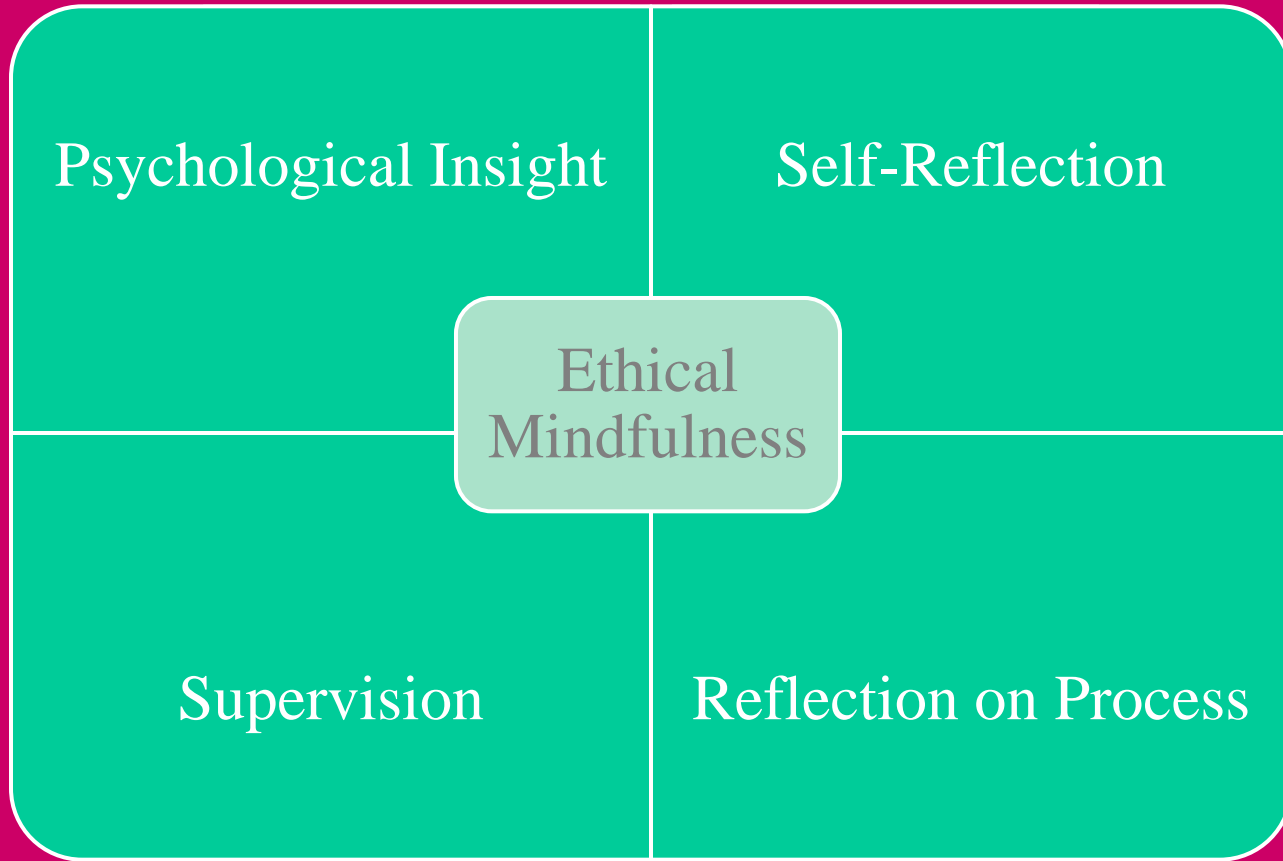 Psychological Insight
Self-Reflection
Ethical
Mindfulness
Supervision
Reflection on Process